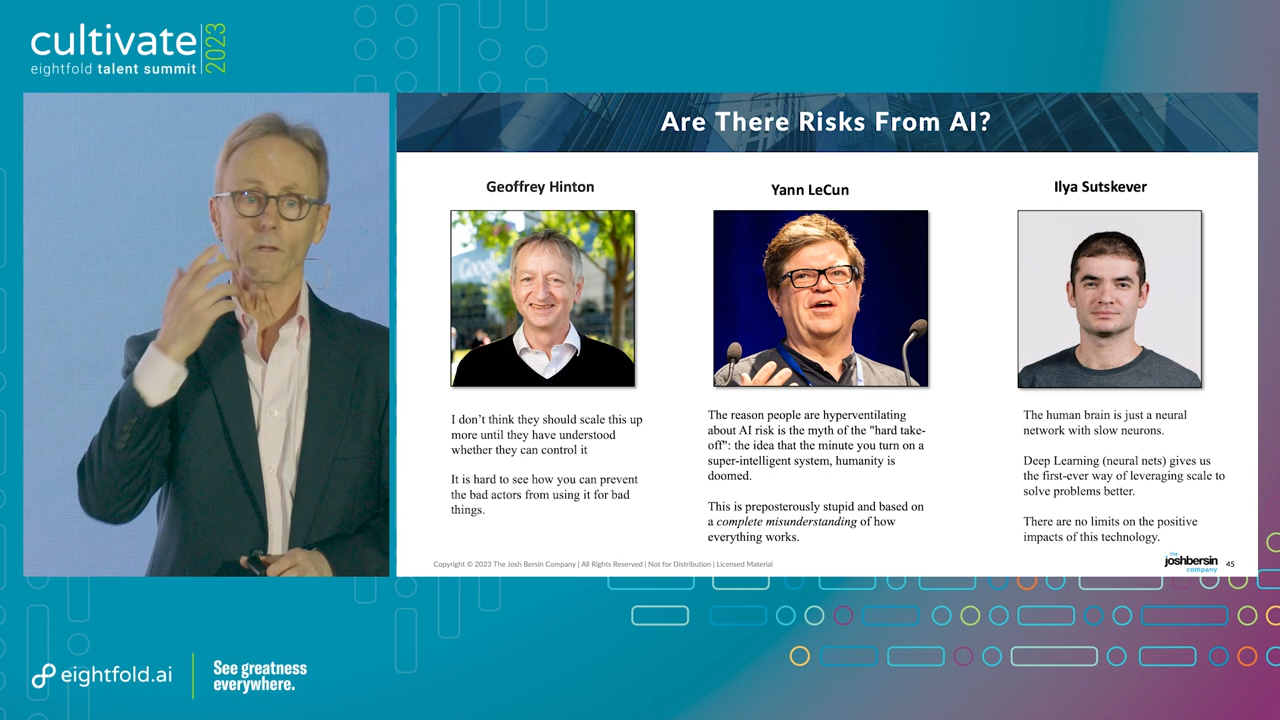 cultivate 2023
eightfold talent summit
Are There Risks From AI?
Geoffrey Hinton
Yann LeCun
Ilya Sutskever
I don't think they should scale this up
more until they have understood
whether they can control it
It is hard to see how you can prevent
the bad actors from using it for bad
things.
The reason people are hyperventilating
about AI risk is the myth of the "hard take-
off": the idea that the minute you turn on a
super-intelligent system, humanity is
doomed.
This is preposterously stupid and based on
a complete misunderstanding of how
everything works.
The human brain is just a neural
network with slow neurons.
Deep Learning (neural nets) gives us
the first-ever way of leveraging scale to
solve problems better.
There are no limits on the positive
impacts of this technology.
Copyright © 2023 The Josh Bersin Company | All Rights Reserved | Not for Distribution | Licensed Material
the
joshbersin
company
45
eightfold.ai
See greatness
everywhere.